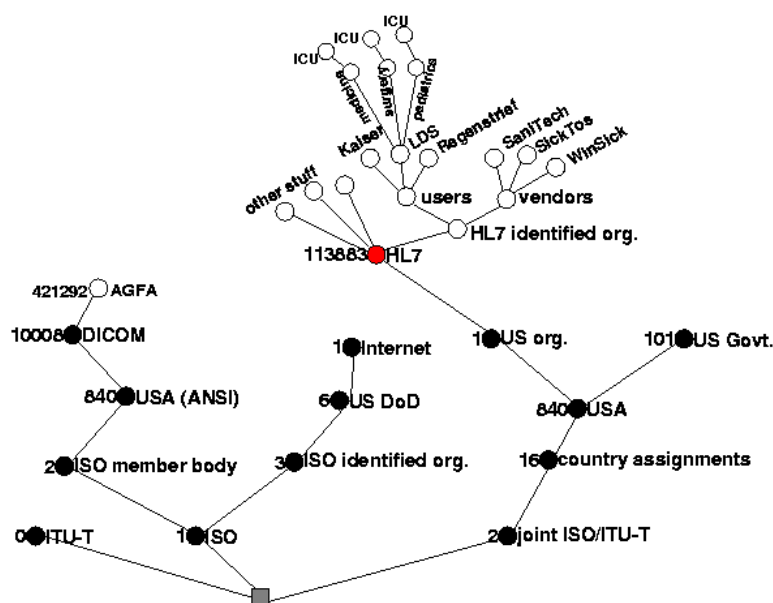 ICU
ICU
ICU
medicine
surgery
pediatrics
Kaiser
LDS
Regenstrief
SaniTech
SickTos
WinSick
other stuff
users
vendors
HL7 identified org.
113883 HL7
421292 AGFA
10008 DICOM
1 Internet
1 US org.
101 US Govt.
840 USA (ANSI)
6 US DoD
840 USA
2 ISO member body
3 ISO identified org.
16 country assignments
0 ITU-T
1 ISO
2 joint ISO/ITU-T